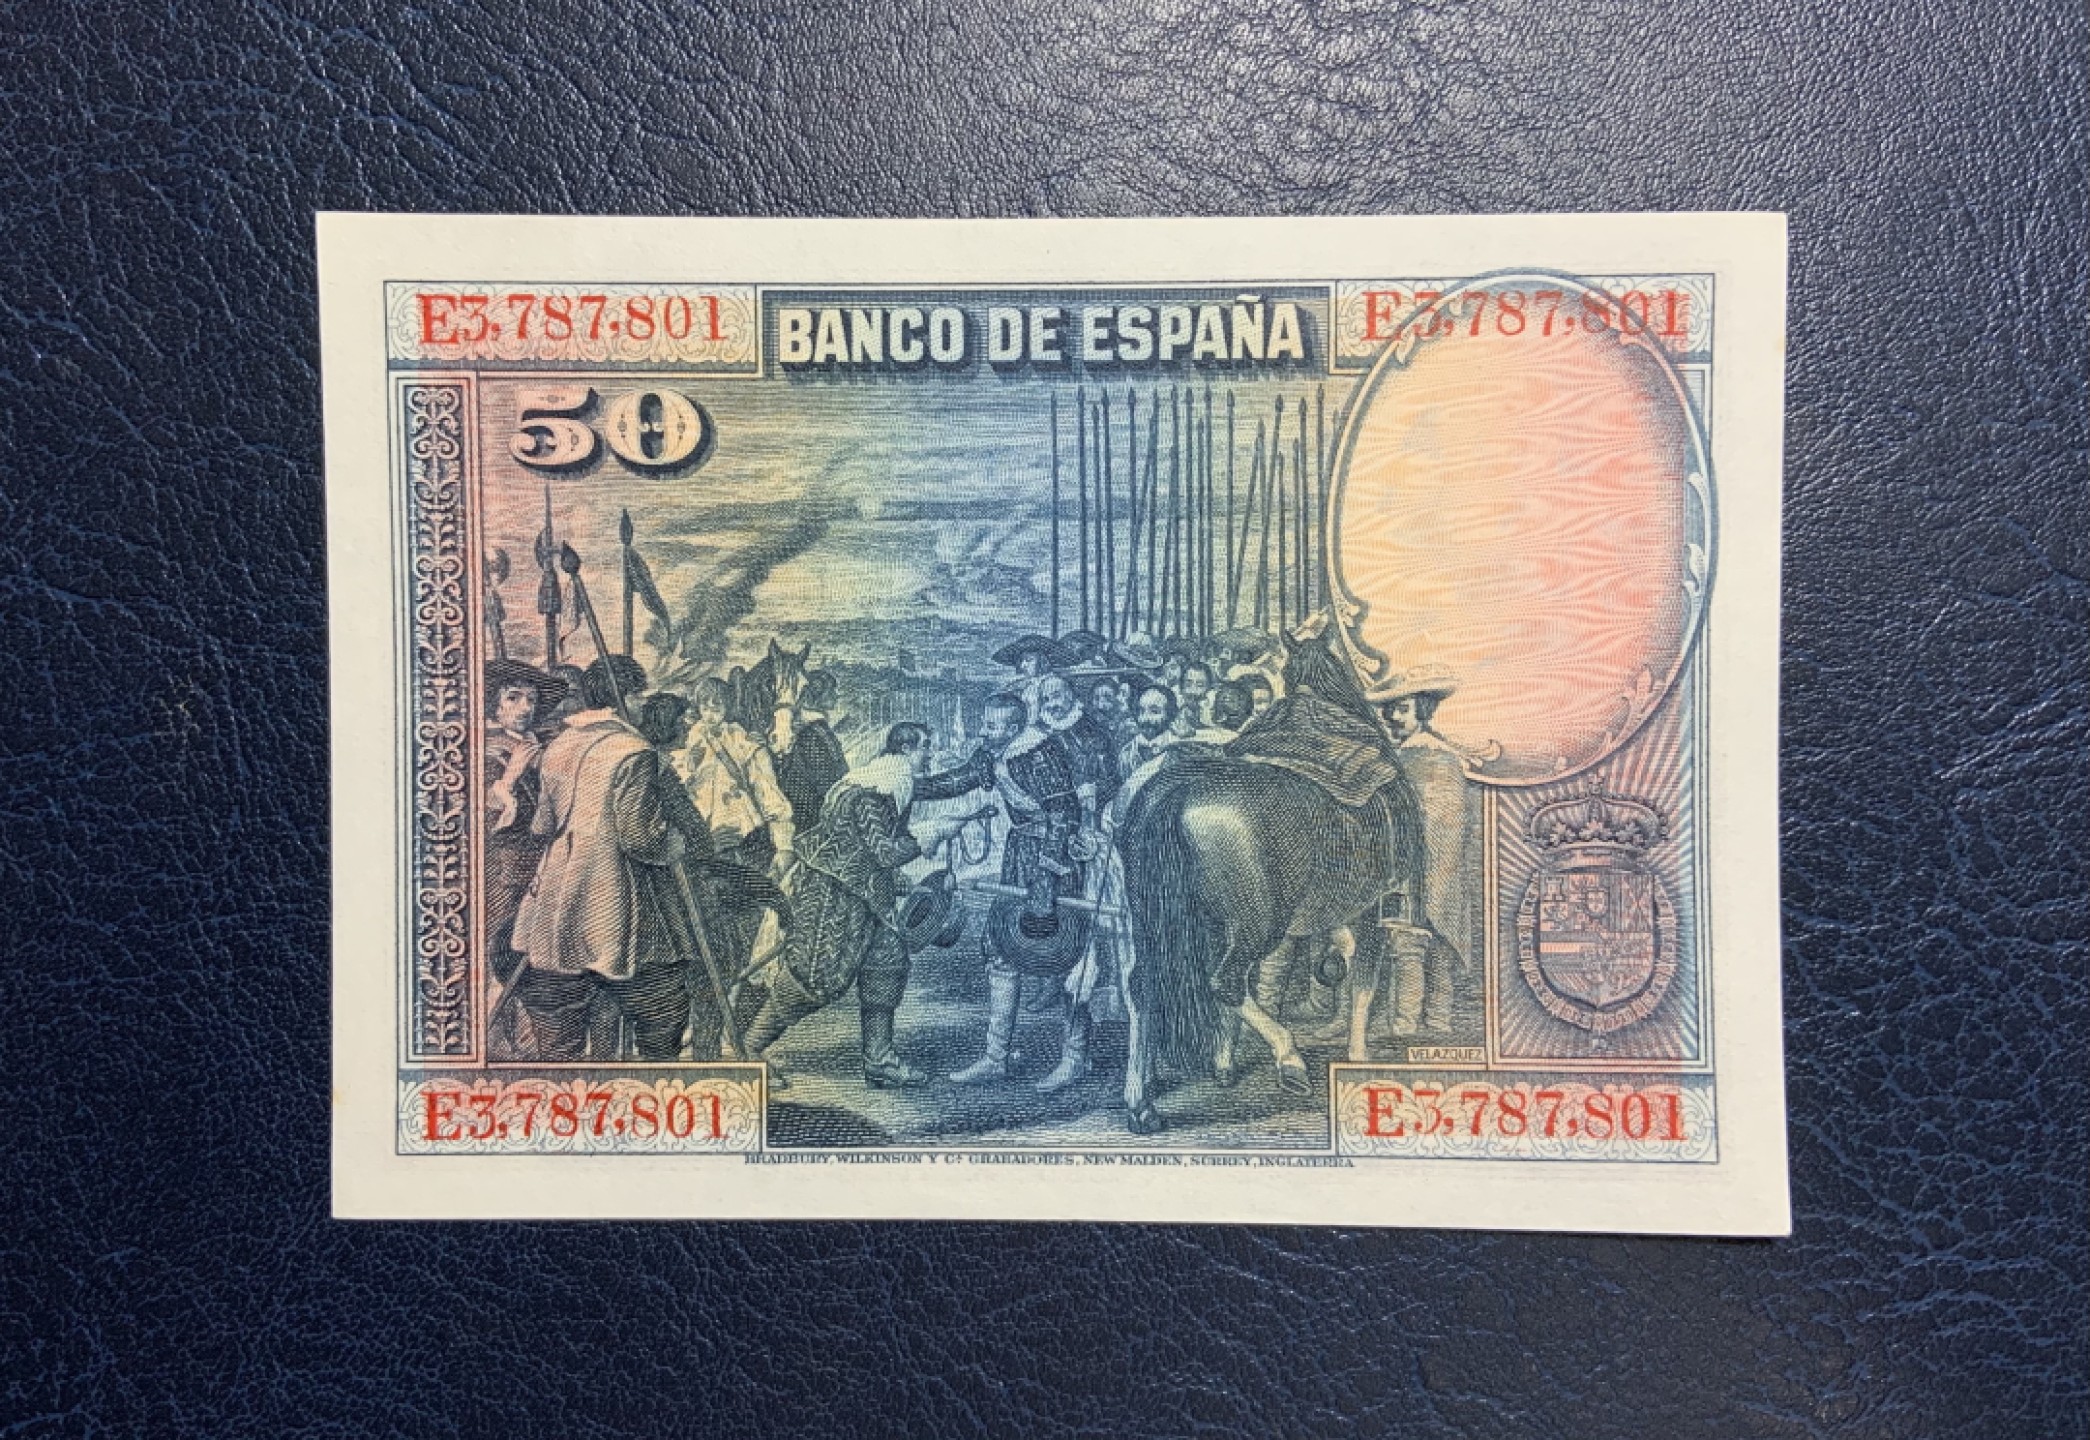 E3,787,801 BANCO DE ESPAÑA E3,787,801
50
VELAZQUEZ
E3,787,801 E3,787,801
BRADBURY, WILKINSON Y Cª GRABADORES, NEW MALDEN, SURREY, INGLATERRA